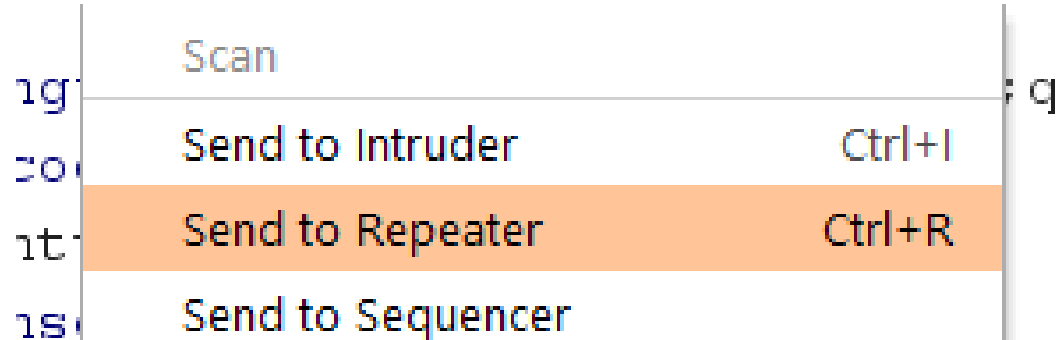 Scan
Send to Intruder Ctrl+I
Send to Repeater Ctrl+R
Send to Sequencer